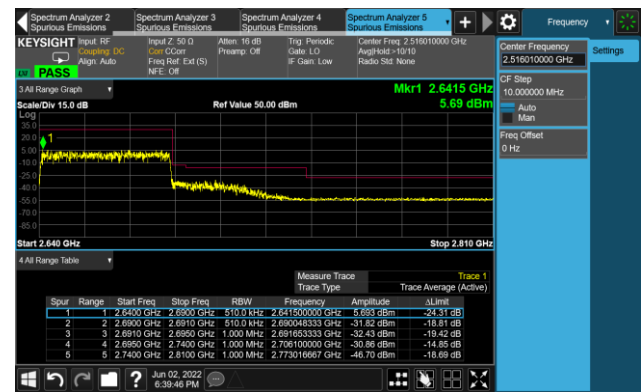 Spectrum Analyzer 2
Spurious Emissions
Spectrum Analyzer 3
Spurious Emissions
Spectrum Analyzer 4
Spurious Emissions
Spectrum Analyzer 5
Spurious Emissions
Frequency
KEYSIGHT
Input: RF
Coupling: DC
Align: Auto
Input Z: 50 Ω
Corr CCorr
Freq Ref: Ext (S)
NFE: Off
Atten: 16 dB
Preamp: Off
Trig: Periodic
Gate: LO
IF Gain: Low
Center Freq: 2.516010000 GHz
Avg|Hold:>10/10
Radio Std: None
PASS
Center Frequency
2.516010000 GHz
Settings
CF Step
10.000000 MHz
Auto
Man
Freq Offset
0 Hz
3 All Range Graph
Mkr1 2.6415 GHz
Scale/Div 15.0 dB
Ref Value 50.00 dBm
5.69 dBm
Log
35.0
20.0
5.00
-10.0
-25.0
-40.0
-55.0
-70.0
-85.0
1
Start 2.640 GHz
Stop 2.810 GHz
4 All Range Table
Measure Trace Trace 1
Trace Type Trace Average (Active)
Spur Range Start Freq Stop Freq RBW Frequency Amplitude ΔLimit
1 1 2.6400 GHz 2.6900 GHz 510.0 kHz 2.641500000 GHz 5.693 dBm -24.31 dB
2 2 2.6900 GHz 2.6910 GHz 510.0 kHz 2.690048333 GHz -31.82 dBm -18.81 dB
3 3 2.6910 GHz 2.6950 GHz 1.000 MHz 2.691653333 GHz -32.43 dBm -19.42 dB
4 4 2.6950 GHz 2.7400 GHz 1.000 MHz 2.706100000 GHz -30.86 dBm -14.85 dB
5 5 2.7400 GHz 2.8100 GHz 1.000 MHz 2.773016667 GHz -46.70 dBm -18.69 dB
Jun 02, 2022
6:39:46 PM